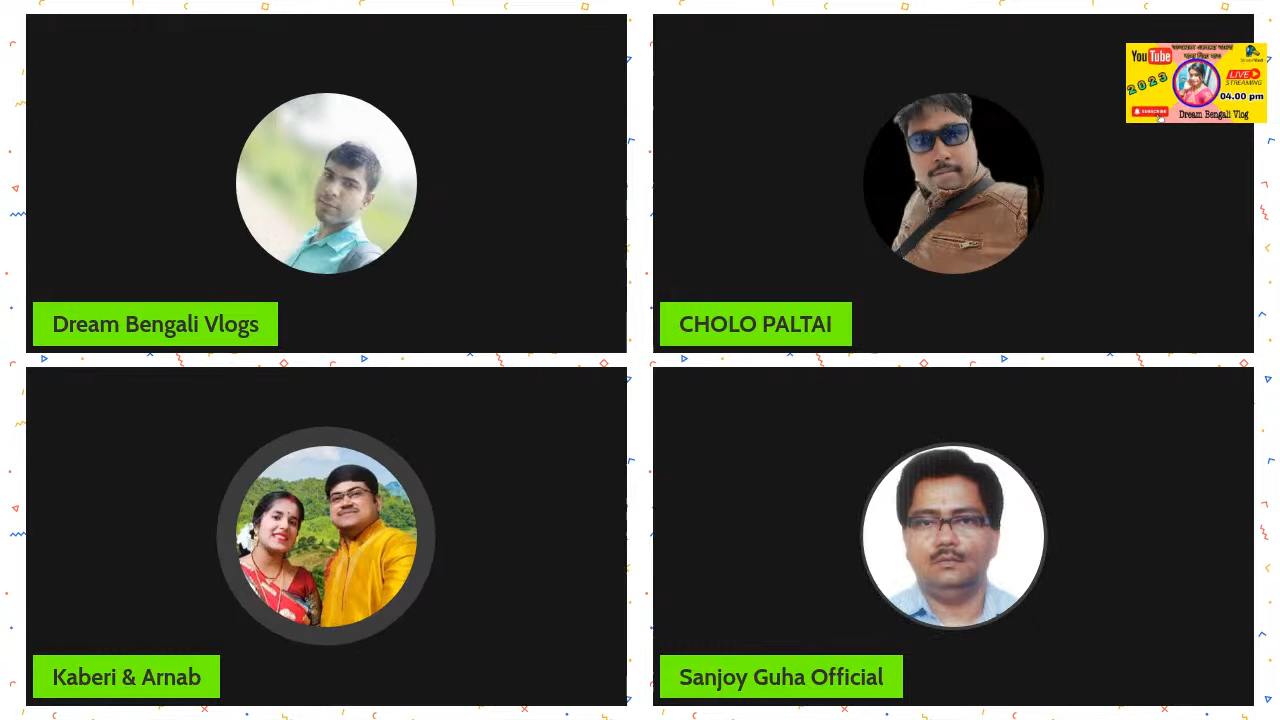 Dream Bengali Vlogs
CHOLO PALTAI
YouTube
2023
LIVE
STREAMING
04.00 pm
SUBSCRIBE
Dream Bengali Vlog
Kaberi & Arnab
Sanjoy Guha Official